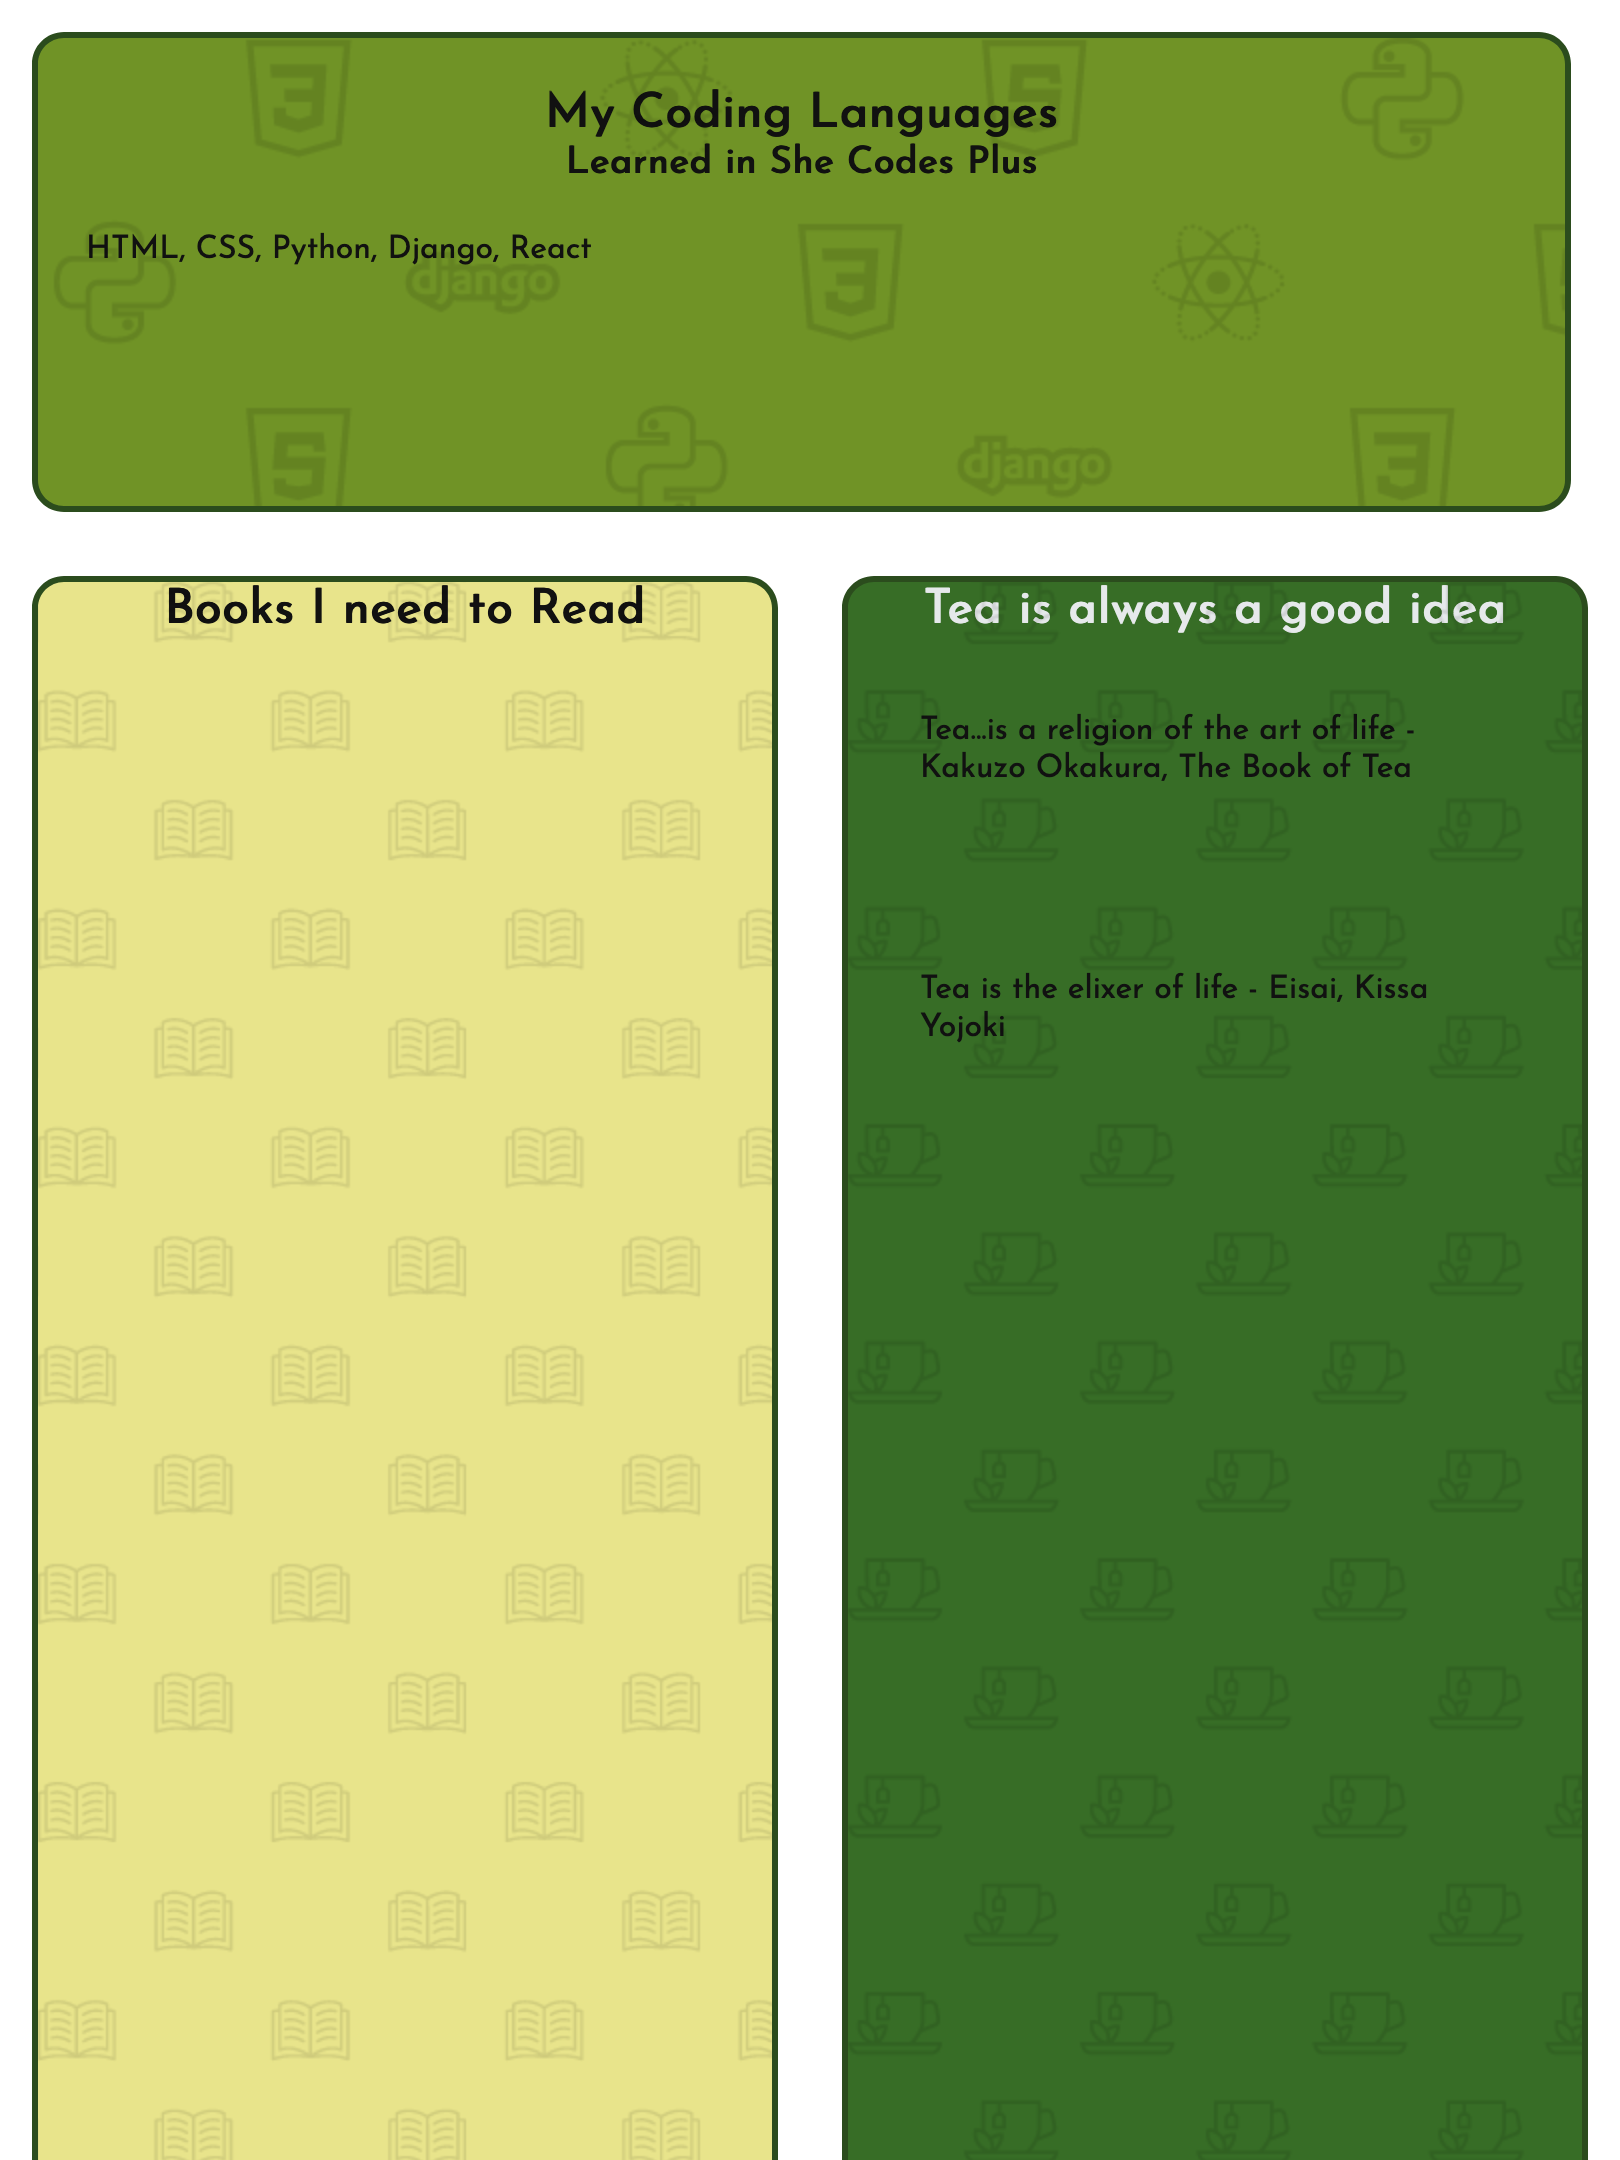 My Coding Languages
Learned in She Codes Plus
HTML, CSS, Python, Django, React
django
django
Books I need to Read
Tea is always a good idea
Tea...is a religion of the art of life -
Kakuzo Okakura, The Book of Tea
Tea is the elixer of life - Eisai, Kissa
Yojoki